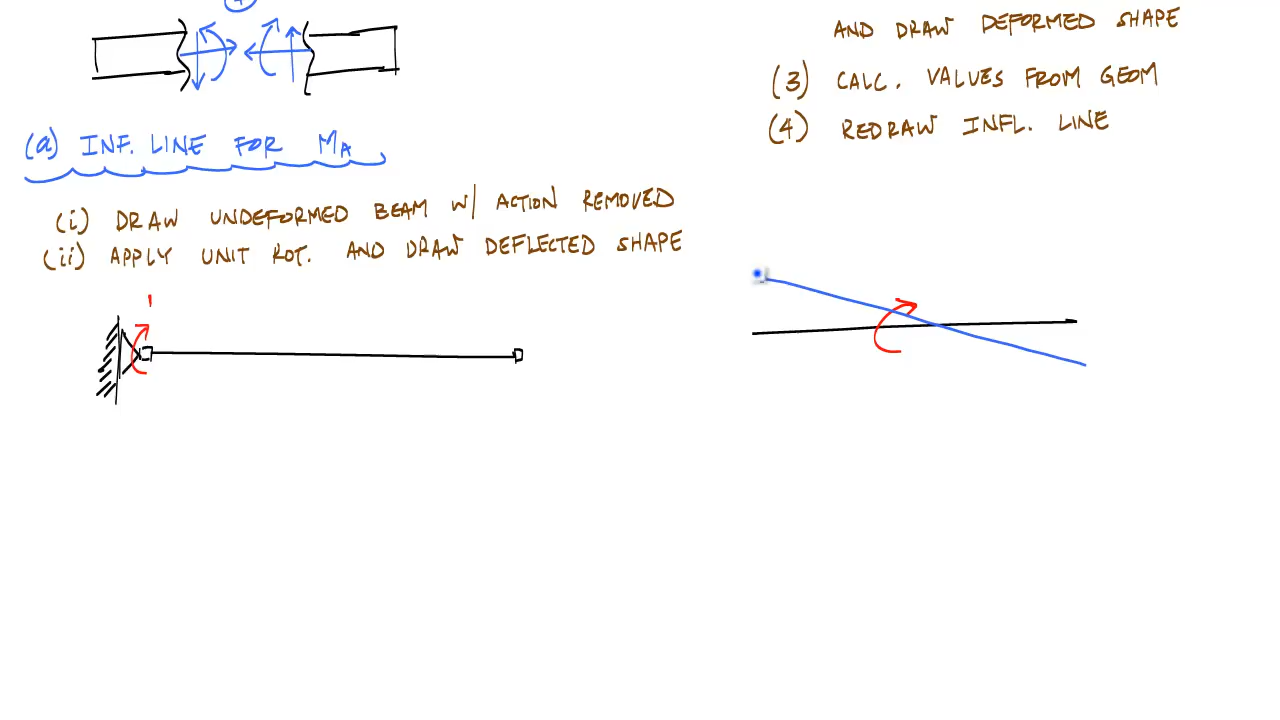 +
AND DRAW DEFORMED SHAPE
(3) CALC. VALUES FROM GEOM
(4) REDRAW INFL. LINE
(a) INF. LINE FOR MA
(i) DRAW UNDEFORMED BEAM W/ ACTION REMOVED
(ii) APPLY UNIT ROT. AND DRAW DEFLECTED SHAPE
1